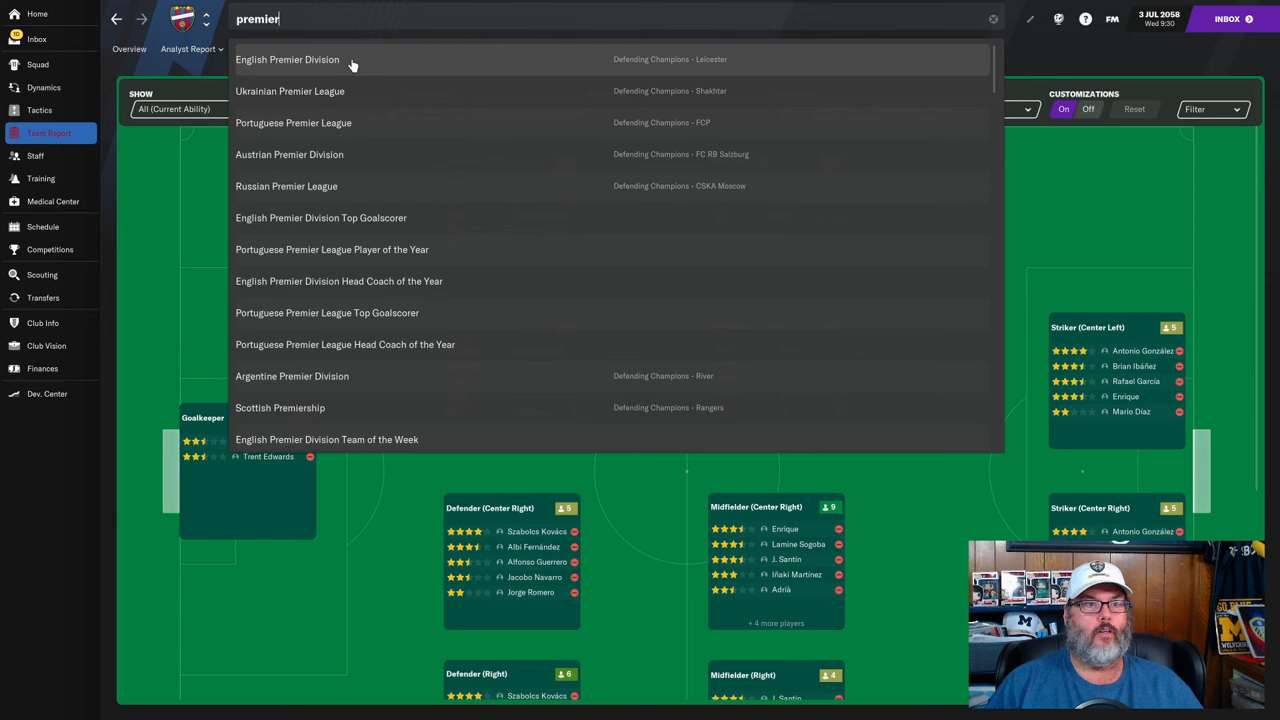 Home
premier
3 JUL 2058
Wed 9:30
FM
INBOX
10
Inbox
Squad
Dynamics
Tactics
Team Report
Staff
Training
Medical Center
Schedule
Competitions
Scouting
Transfers
Club Info
Club Vision
Finances
Dev. Center
Overview
Analyst Report
English Premier Division
Defending Champions - Leicester
Ukrainian Premier League
Defending Champions - Shakhtar
Portuguese Premier League
Defending Champions - FCP
Austrian Premier Division
Defending Champions - FC RB Salzburg
Russian Premier League
Defending Champions - CSKA Moscow
English Premier Division Top Goalscorer
Portuguese Premier League Player of the Year
English Premier Division Head Coach of the Year
Portuguese Premier League Top Goalscorer
Portuguese Premier League Head Coach of the Year
Argentine Premier Division
Defending Champions - River
Scottish Premiership
Defending Champions - Rangers
English Premier Division Team of the Week
SHOW
All (Current Ability)
CUSTOMIZATIONS
On
Off
Reset
Filter
Striker (Center Left)
5
Antonio González
Brian Ibáñez
Rafael García
Enrique
Mario Díaz
Goalkeeper
Trent Edwards
Defender (Center Right)
5
Szabolcs Kovács
Albi Fernández
Alfonso Guerrero
Jacobo Navarro
Jorge Romero
Midfielder (Center Right)
9
Enrique
Lamine Sogoba
J. Santín
Iñaki Martínez
Adrià
+ 4 more players
Striker (Center Right)
5
Antonio González
Defender (Right)
6
Szabolcs Kovács
Midfielder (Right)
4
J. Santín